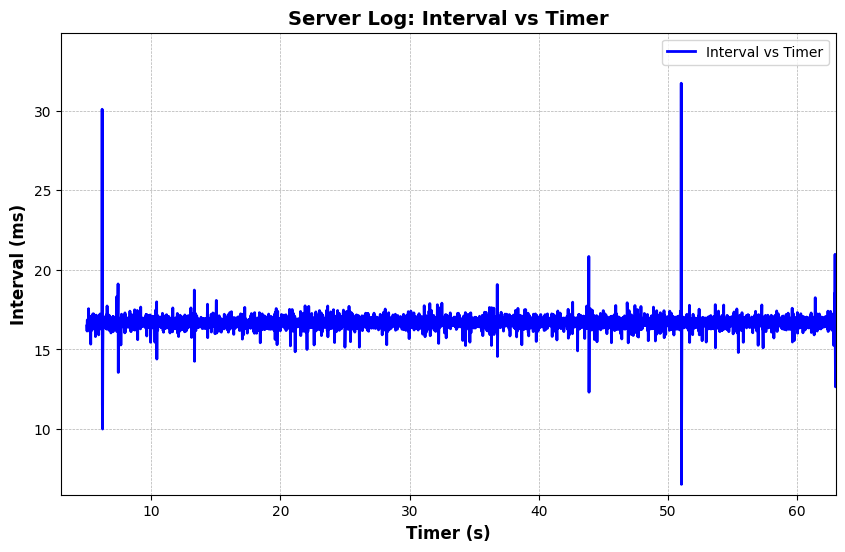 Server Log: Interval vs Timer
Interval vs Timer
30
25
20
15
10
Interval (ms)
10 20 30 40 50 60
Timer (s)